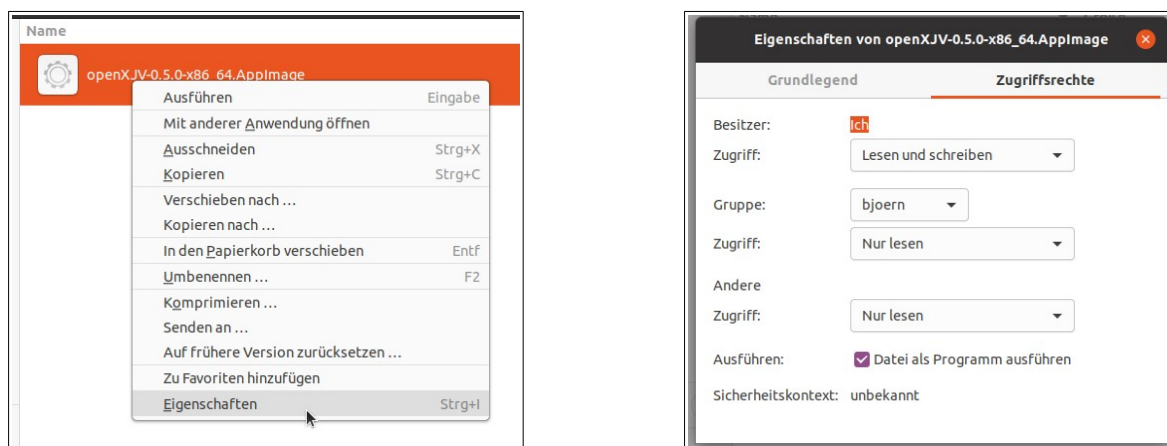 Name
openXJV-0.5.0-x86_64.AppImage
Ausführen Eingabe
Mit anderer Anwendung öffnen
Ausschneiden Strg+X
Kopieren Strg+C
Verschieben nach …
Kopieren nach …
In den Papierkorb verschieben Entf
Umbenennen … F2
Komprimieren …
Senden an …
Auf frühere Version zurücksetzen …
Zu Favoriten hinzufügen
Eigenschaften Strg+I
Eigenschaften von openXJV-0.5.0-x86_64.AppImage
Grundlegend Zugriffsrechte
Besitzer: Ich
Zugriff: Lesen und schreiben
Gruppe: bjoern
Zugriff: Nur lesen
Andere
Zugriff: Nur lesen
Ausführen: Datei als Programm ausführen
Sicherheitskontext: unbekannt